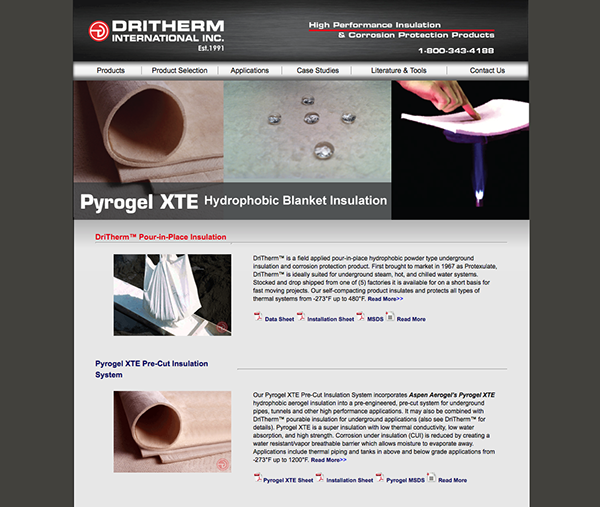 DRITHERM
INTERNATIONAL INC.
Est.1991
High Performance Insulation
& Corrosion Protection Products
1-800-343-4188
Products
Product Selection
Applications
Case Studies
Literature & Tools
Contact Us
Pyrogel XTE Hydrophobic Blanket Insulation
DriTherm™ Pour-in-Place Insulation
DriTherm™ is a field applied pour-in-place hydrophobic powder type underground
insulation and corrosion protection product. First brought to market in 1967 as Protexulate,
DriTherm™ is ideally suited for underground steam, hot, and chilled water systems.
Stocked and drop shipped from one of (5) factories it is available for on a short basis for
fast moving projects. Our self-compacting product insulates and protects all types of
thermal systems from -273°F up to 480°F. Read More>>
Data Sheet Installation Sheet MSDS Read More
Pyrogel XTE Pre-Cut Insulation
System
Our Pyrogel XTE Pre-Cut Insulation System incorporates Aspen Aerogel's Pyrogel XTE
hydrophobic aerogel insulation into a pre-engineered, pre-cut system for underground
pipes, tunnels and other high performance applications. It may also be combined with
DriTherm™ pourable insulation for underground applications (also see DriTherm™ for
details). Pyrogel XTE is a super insulation with low thermal conductivity, low water
absorption, and high strength. Corrosion under insulation (CUI) is reduced by creating a
water resistant/vapor breathable barrier which allows moisture to evaporate away.
Applications include thermal piping and tanks in above and below grade applications from
-273°F up to 1200°F. Read More>>
Pyrogel XTE Sheet Installation Sheet Pyrogel MSDS Read More